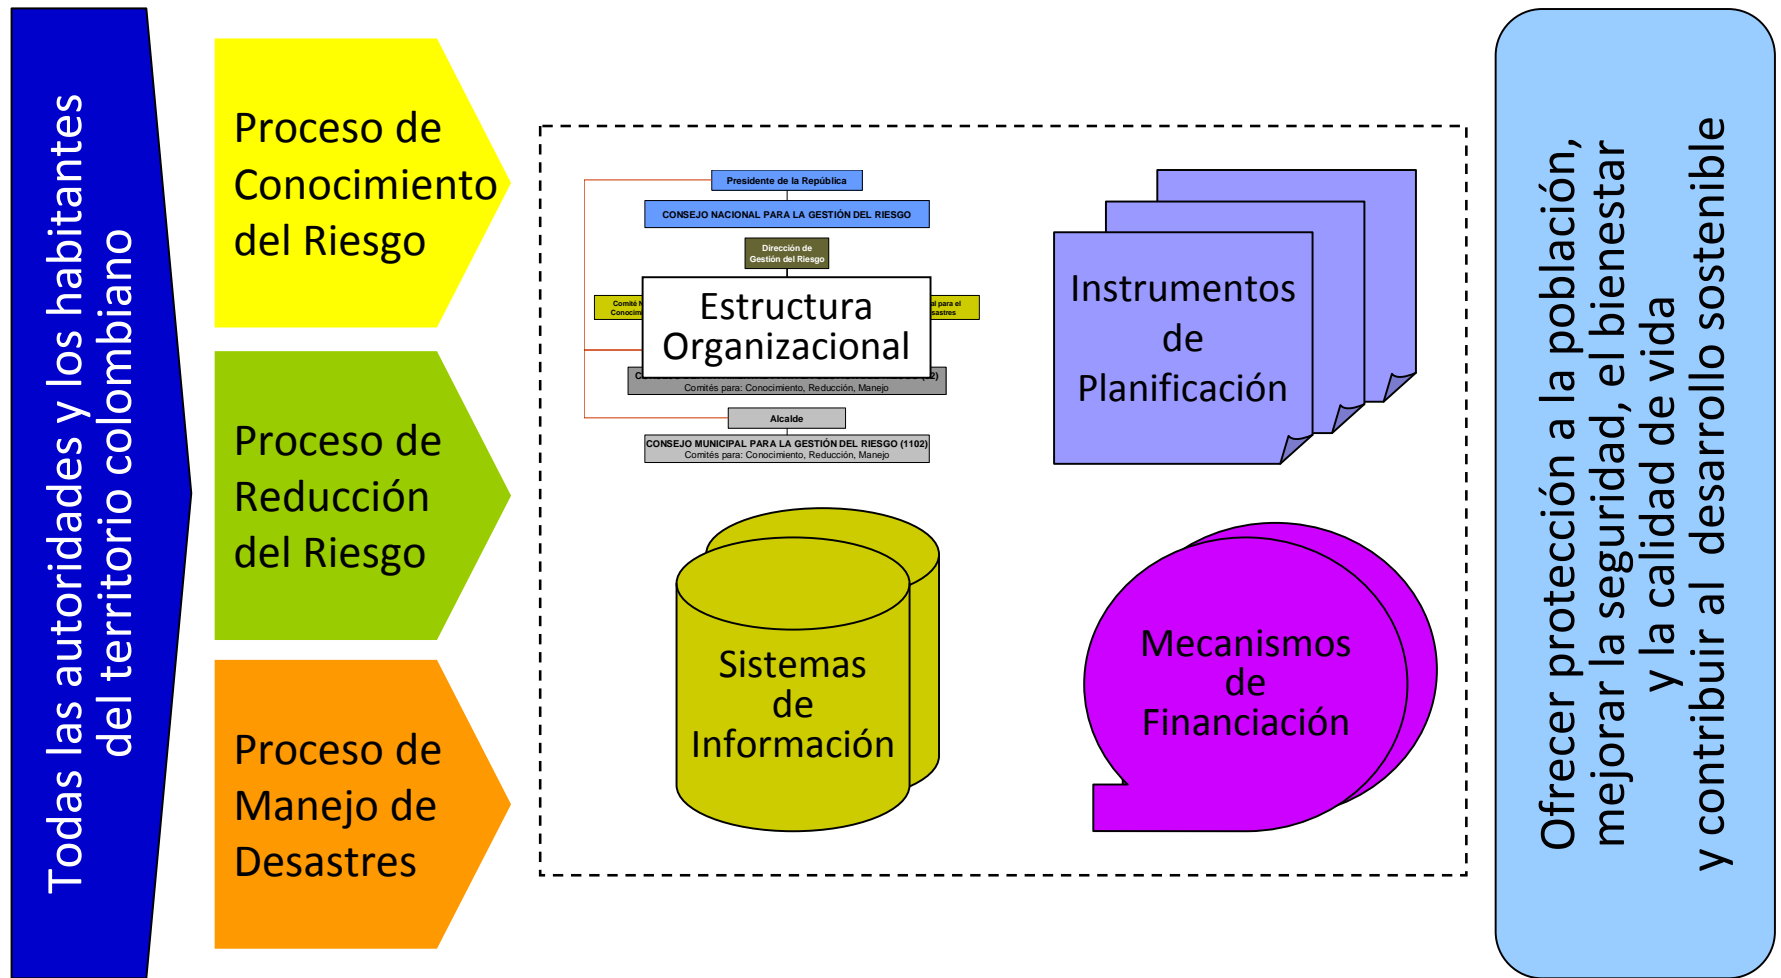 Todas las autoridades y los habitantes
del territorio colombiano
Proceso de
Conocimiento
del Riesgo
Proceso de
Reducción
del Riesgo
Proceso de
Manejo de
Desastres
Presidente de la República
CONSEJO NACIONAL PARA LA GESTIÓN DEL RIESGO
Dirección de
Gestión del Riesgo
Comité
para el
Estructura
Organizacional
Comités para: Conocimiento, Reducción, Manejo
Alcalde
CONSEJO MUNICIPAL PARA LA GESTIÓN DEL RIESGO (1102)
Comités para: Conocimiento, Reducción, Manejo
Instrumentos
de
Planificación
Sistemas
de
Información
Mecanismos
de
Financiación
Ofrecer protección a la población,
mejorar la seguridad, el bienestar
y la calidad de vida
y contribuir al desarrollo sostenible